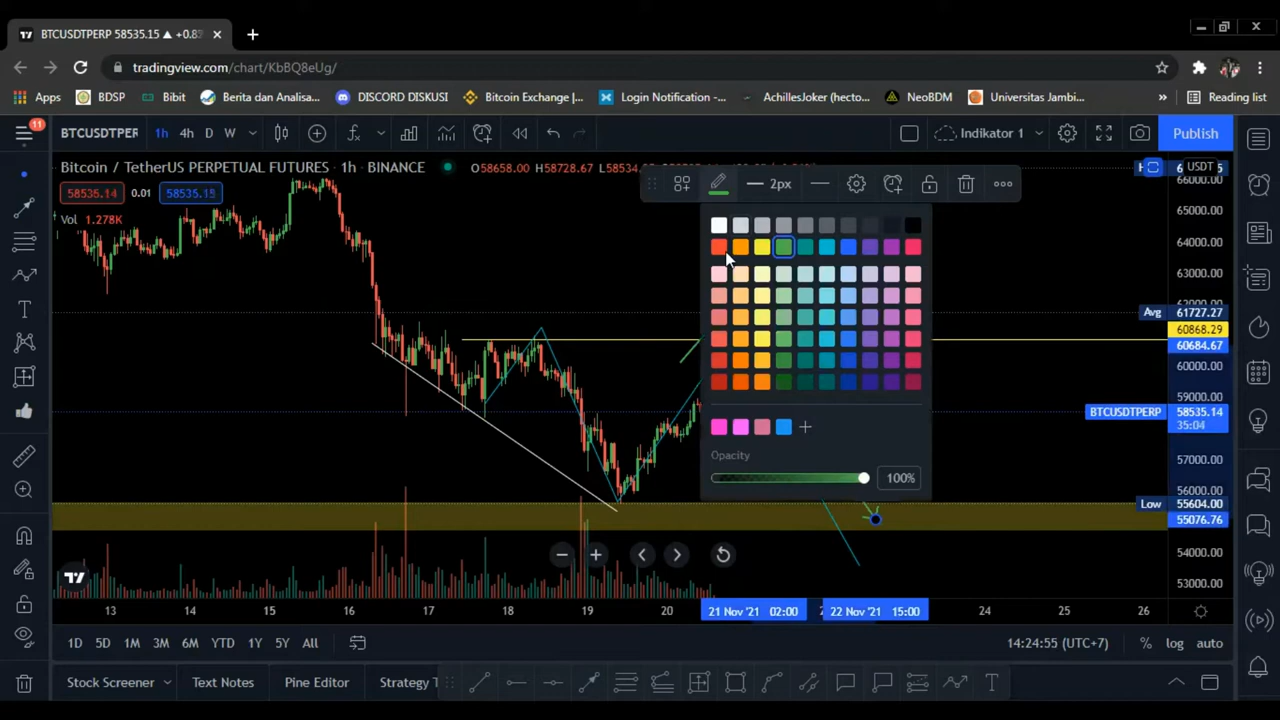 BTCUSDTPERP 58535.15 ▲ +0.83
tradingview.com/chart/KbBQ8eUg/
Apps BDSP Bibit Berita dan Analisa... DISCORD DISKUSI Bitcoin Exchange |... Login Notification -... AchillesJoker (hecto... NeoBDM Universitas Jambi... » Reading list
11
BTCUSDTPER 1h 4h D W Indikator 1 Publish
Bitcoin / TetherUS PERPETUAL FUTURES · 1h · BINANCE O58658.00 H58728.67
USDT
58535.14 0.01 58535.15
Vol 1.278K
2px
66000.00
65000.00
64000.00
63000.00
Avg 61727.27
60868.29
60684.67
60000.00
59000.00
BTCUSDTPERP 58535.14
35:04
57000.00
56000.00
Low 55604.00
55076.76
54000.00
53000.00
Opacity
100%
13 14 15 16 17 18 19 20 21 Nov '21 02:00 22 Nov '21 15:00 24 25 26
1D 5D 1M 3M 6M YTD 1Y 5Y All 14:24:55 (UTC+7) % log auto
Stock Screener Text Notes Pine Editor Strategy T